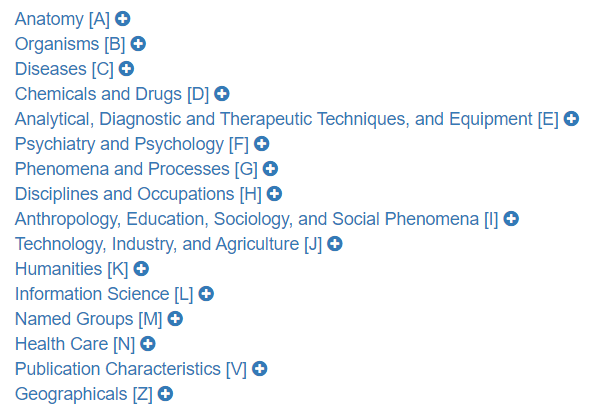 Anatomy [A]
Organisms [B]
Diseases [C]
Chemicals and Drugs [D]
Analytical, Diagnostic and Therapeutic Techniques, and Equipment [E]
Psychiatry and Psychology [F]
Phenomena and Processes [G]
Disciplines and Occupations [H]
Anthropology, Education, Sociology, and Social Phenomena [I]
Technology, Industry, and Agriculture [J]
Humanities [K]
Information Science [L]
Named Groups [M]
Health Care [N]
Publication Characteristics [V]
Geographicals [Z]